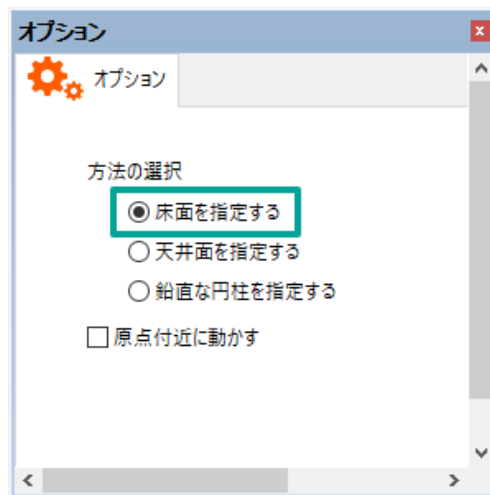 オプション
オプション
方法の選択
床面を指定する
天井面を指定する
鉛直な円柱を指定する
原点付近に動かす